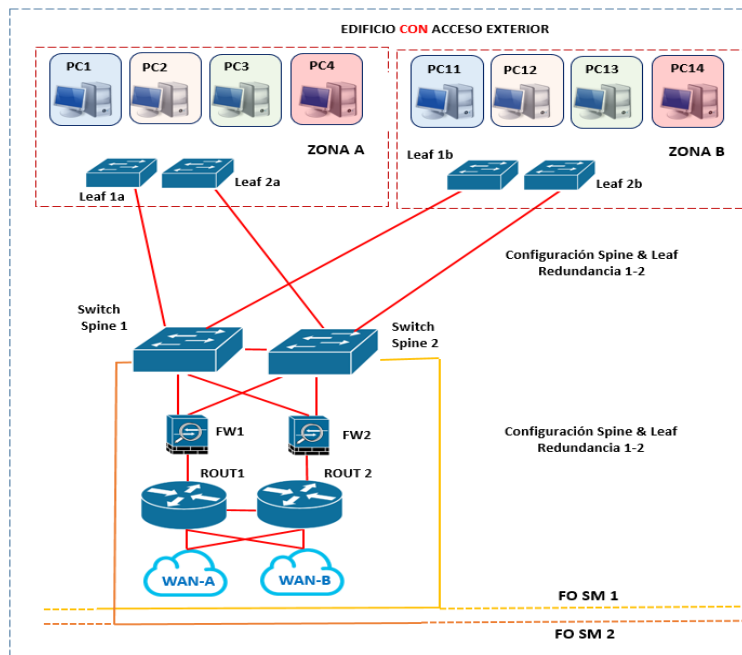 EDIFICIO CON ACCESO EXTERIOR
PC1
PC2
PC3
PC4
ZONA A
Leaf 1a
Leaf 2a
PC11
PC12
PC13
PC14
ZONA B
Leaf 1b
Leaf 2b
Configuración Spine & Leaf
Redundancia 1-2
Switch
Spine 1
Switch
Spine 2
FW1
FW2
Configuración Spine & Leaf
Redundancia 1-2
ROUT1
ROUT 2
WAN-A
WAN-B
FO SM 1
FO SM 2